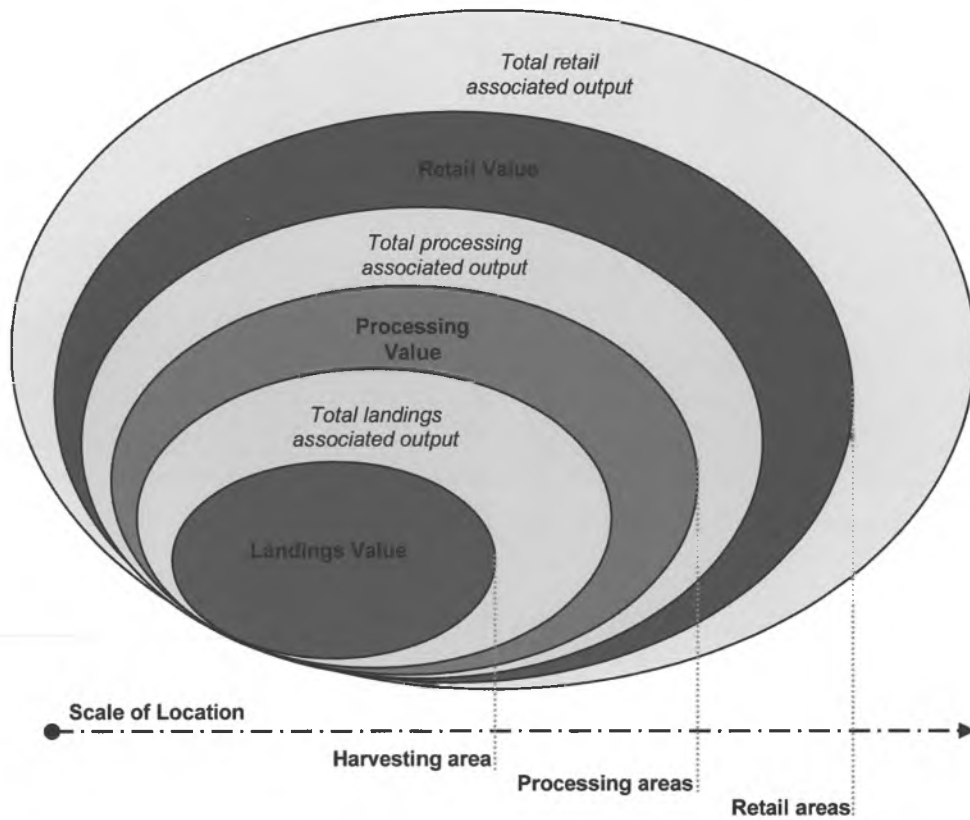 Total retail
associated output
Retail Value
Total processing
associated output
Processing
Value
Total landings
associated output
Landings Value
Scale of Location
Harvesting area
Processing areas
Retail areas